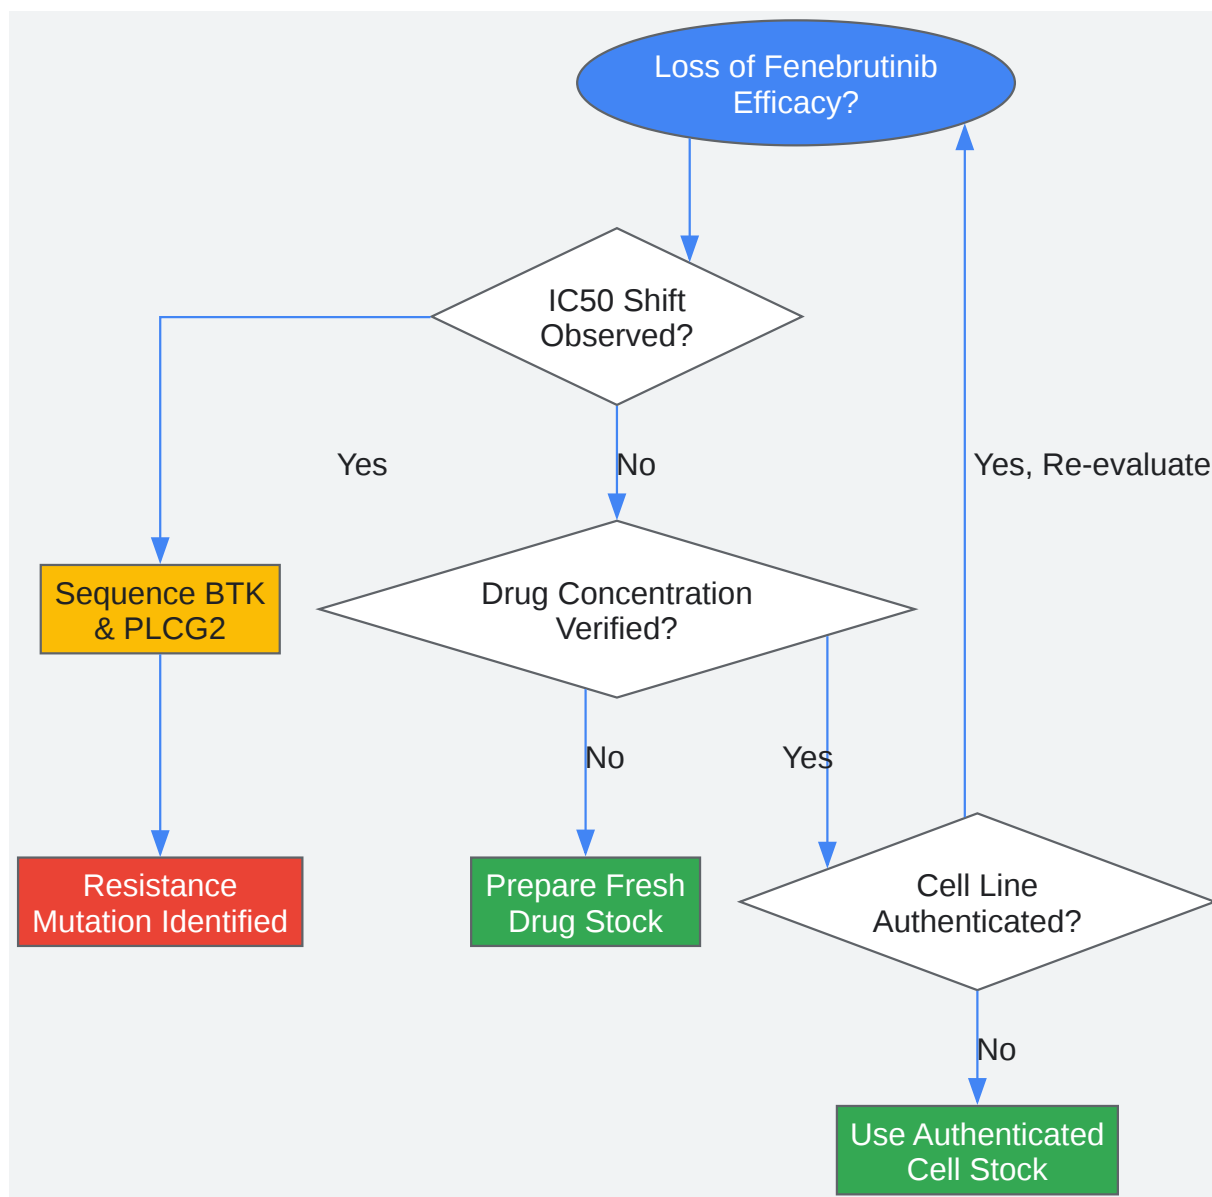 Loss of Fenebrutinib
Efficacy?
IC50 Shift
Observed?
Yes
No
Yes, Re-evaluate
Sequence BTK
& PLCG2
Drug Concentration
Verified?
No
Yes
Resistance
Mutation Identified
Prepare Fresh
Drug Stock
Cell Line
Authenticated?
No
Use Authenticated
Cell Stock